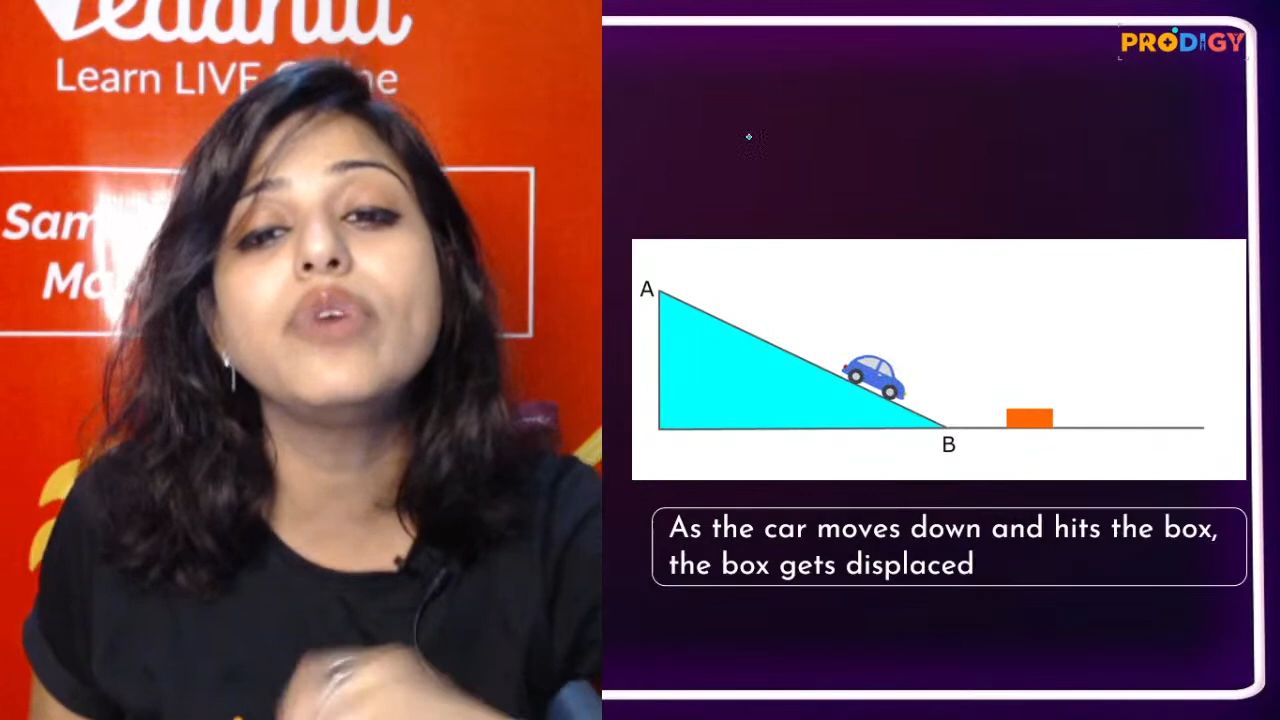 Learn LIVE
PRODIGY
A
B
As the car moves down and hits the box,
the box gets displaced